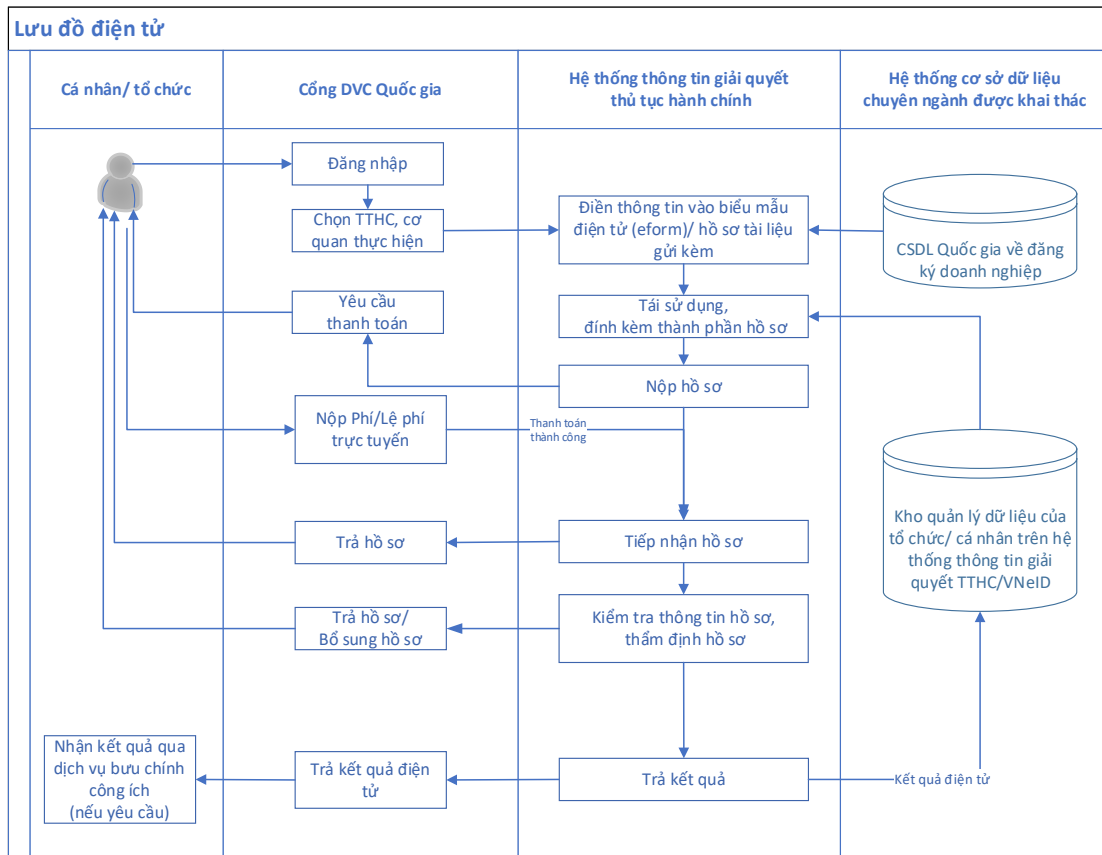 Lưu đồ điện tử
Cá nhân/ tổ chức
Cổng DVC Quốc gia
Hệ thống thông tin giải quyết
thủ tục hành chính
Hệ thống cơ sở dữ liệu
chuyên ngành được khai thác
Đăng nhập
Chọn TTHC, cơ
quan thực hiện
Điền thông tin vào biểu mẫu
điện tử (eform)/ hồ sơ tài liệu
gửi kèm
CSDL Quốc gia về đăng
ký doanh nghiệp
Yêu cầu
thanh toán
Tái sử dụng,
đính kèm thành phần hồ sơ
Nộp hồ sơ
Nộp Phí/Lệ phí
trực tuyến
Thanh toán
thành công
Kho quản lý dữ liệu của
tổ chức/ cá nhân trên hệ
thống thông tin giải
quyết TTHC/VNeID
Trả hồ sơ
Tiếp nhận hồ sơ
Trả hồ sơ/
Bổ sung hồ sơ
Kiểm tra thông tin hồ sơ,
thẩm định hồ sơ
Nhận kết quả qua
dịch vụ bưu chính
công ích
(nếu yêu cầu)
Trả kết quả điện
tử
Trả kết quả
Kết quả điện tử